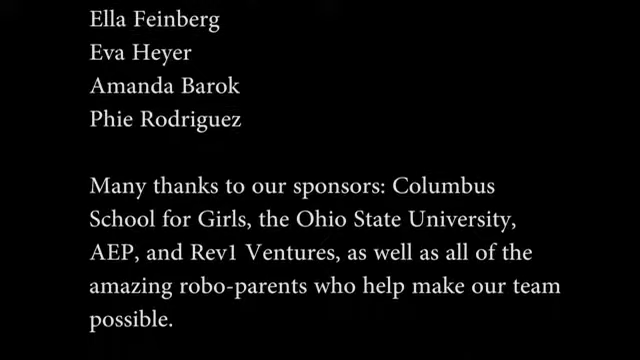 Ella Feinberg
Eva Heyer
Amanda Barok
Phie Rodriguez
Many thanks to our sponsors: Columbus
School for Girls, the Ohio State University,
AEP, and Rev1 Ventures, as well as all of the
amazing robo-parents who help make our team
possible.